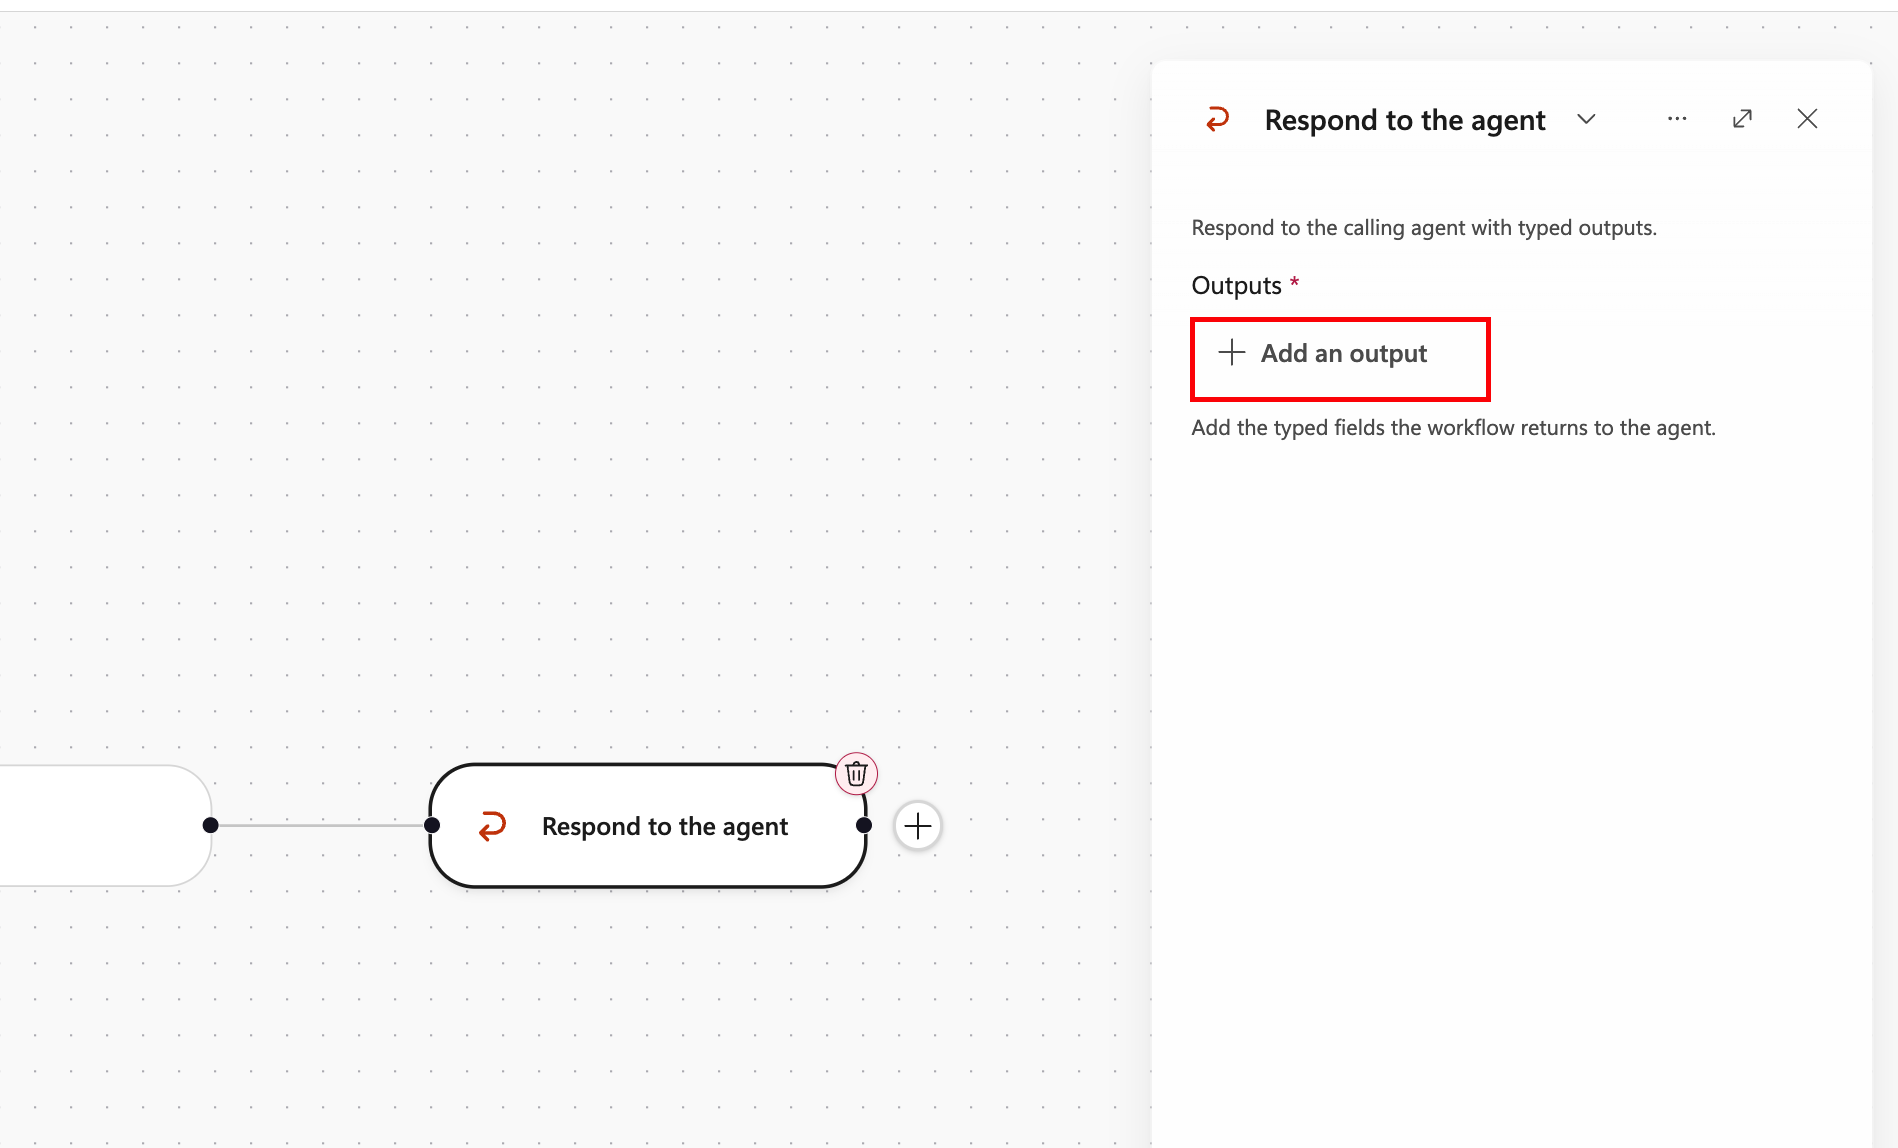 Respond to the agent
Respond to the calling agent with typed outputs.
Outputs *
Add an output
Add the typed fields the workflow returns to the agent.
Respond to the agent